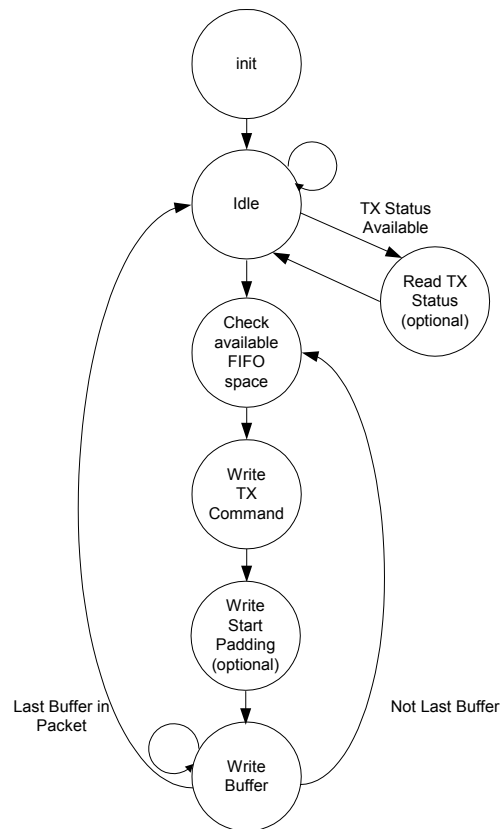 init
Idle
TX Status
Available
Read TX
Status
(optional)
Check
available
FIFO
space
Write
TX
Command
Write
Start
Padding
(optional)
Last Buffer in
Packet
Not Last Buffer
Write
Buffer